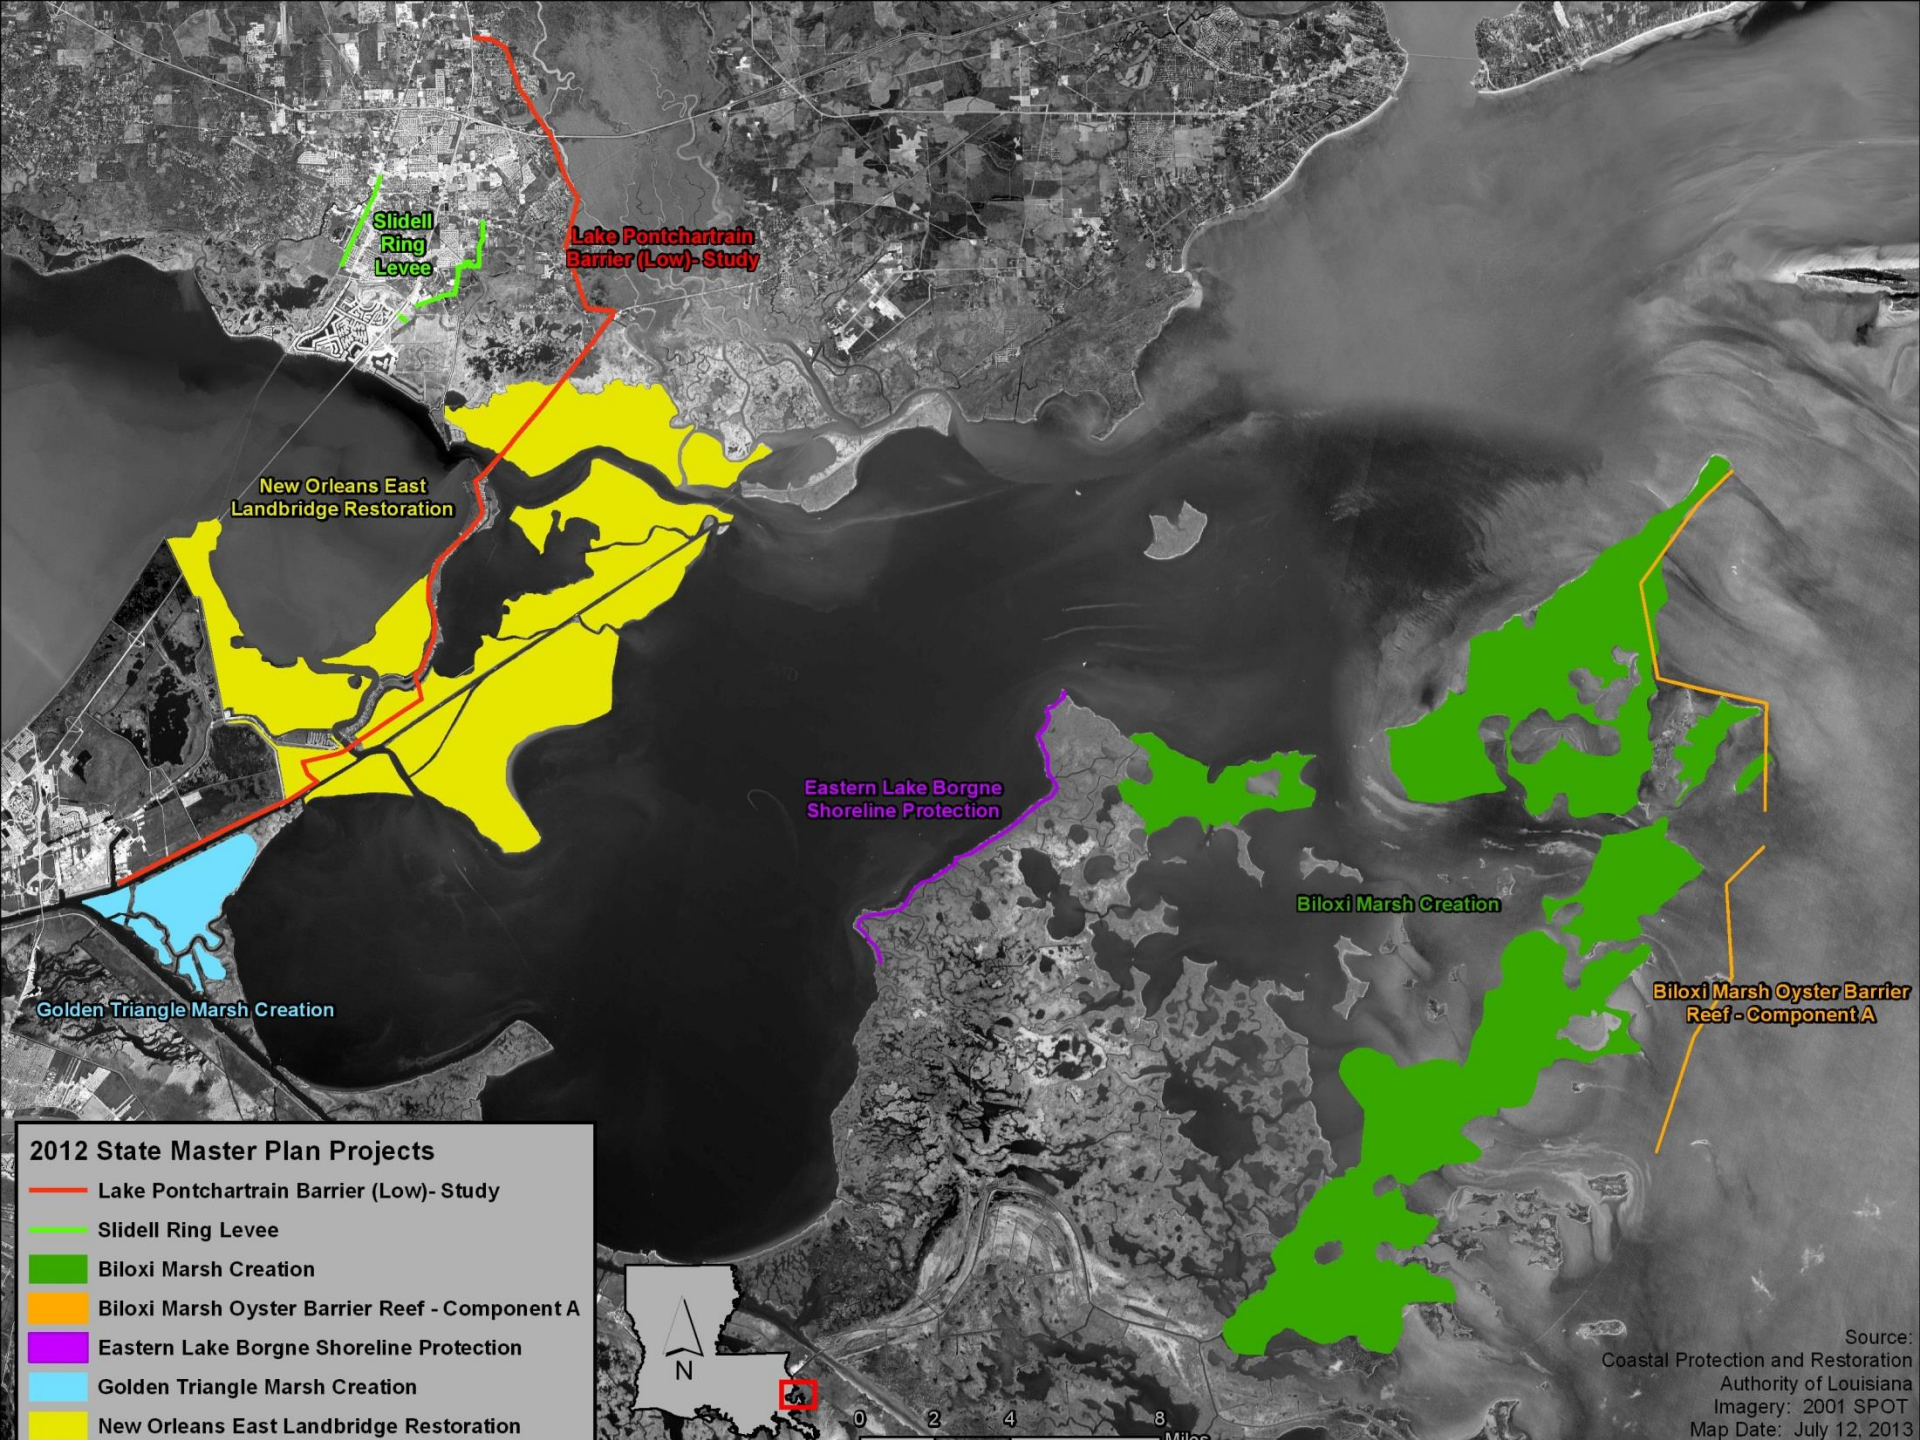 Slidell
Ring
Levee
Lake Pontchartrain
Barrier (Low)- Study
New Orleans East
Landbridge Restoration
Eastern Lake Borgne
Shoreline Protection
Biloxi Marsh Creation
Biloxi Marsh Oyster Barrier
Reef - Component A
Golden Triangle Marsh Creation
2012 State Master Plan Projects
Lake Pontchartrain Barrier (Low)- Study
Slidell Ring Levee
Biloxi Marsh Creation
Biloxi Marsh Oyster Barrier Reef - Component A
Eastern Lake Borgne Shoreline Protection
Golden Triangle Marsh Creation
New Orleans East Landbridge Restoration
N
0 2 4 8
Miles
Source:
Coastal Protection and Restoration
Authority of Louisiana
Imagery: 2001 SPOT
Map Date: July 12, 2013